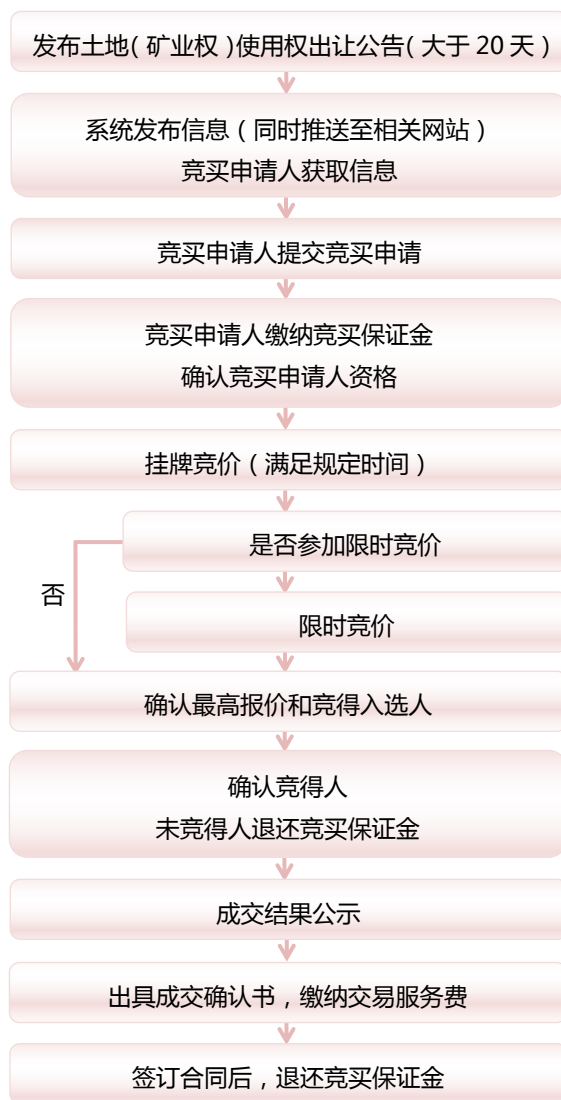 发布土地(矿业权)使用权出让公告(大于20天)
系统发布信息(同时推送至相关网站)
竞买申请人获取信息
竞买申请人提交竞买申请
竞买申请人缴纳竞买保证金
确认竞买申请人资格
挂牌竞价(满足规定时间)
是否参加限时竞价
否
限时竞价
确认最高报价和竞得入选人
确认竞得人
未竞得人退还竞买保证金
成交结果公示
出具成交确认书，缴纳交易服务费
签订合同后，退还竞买保证金